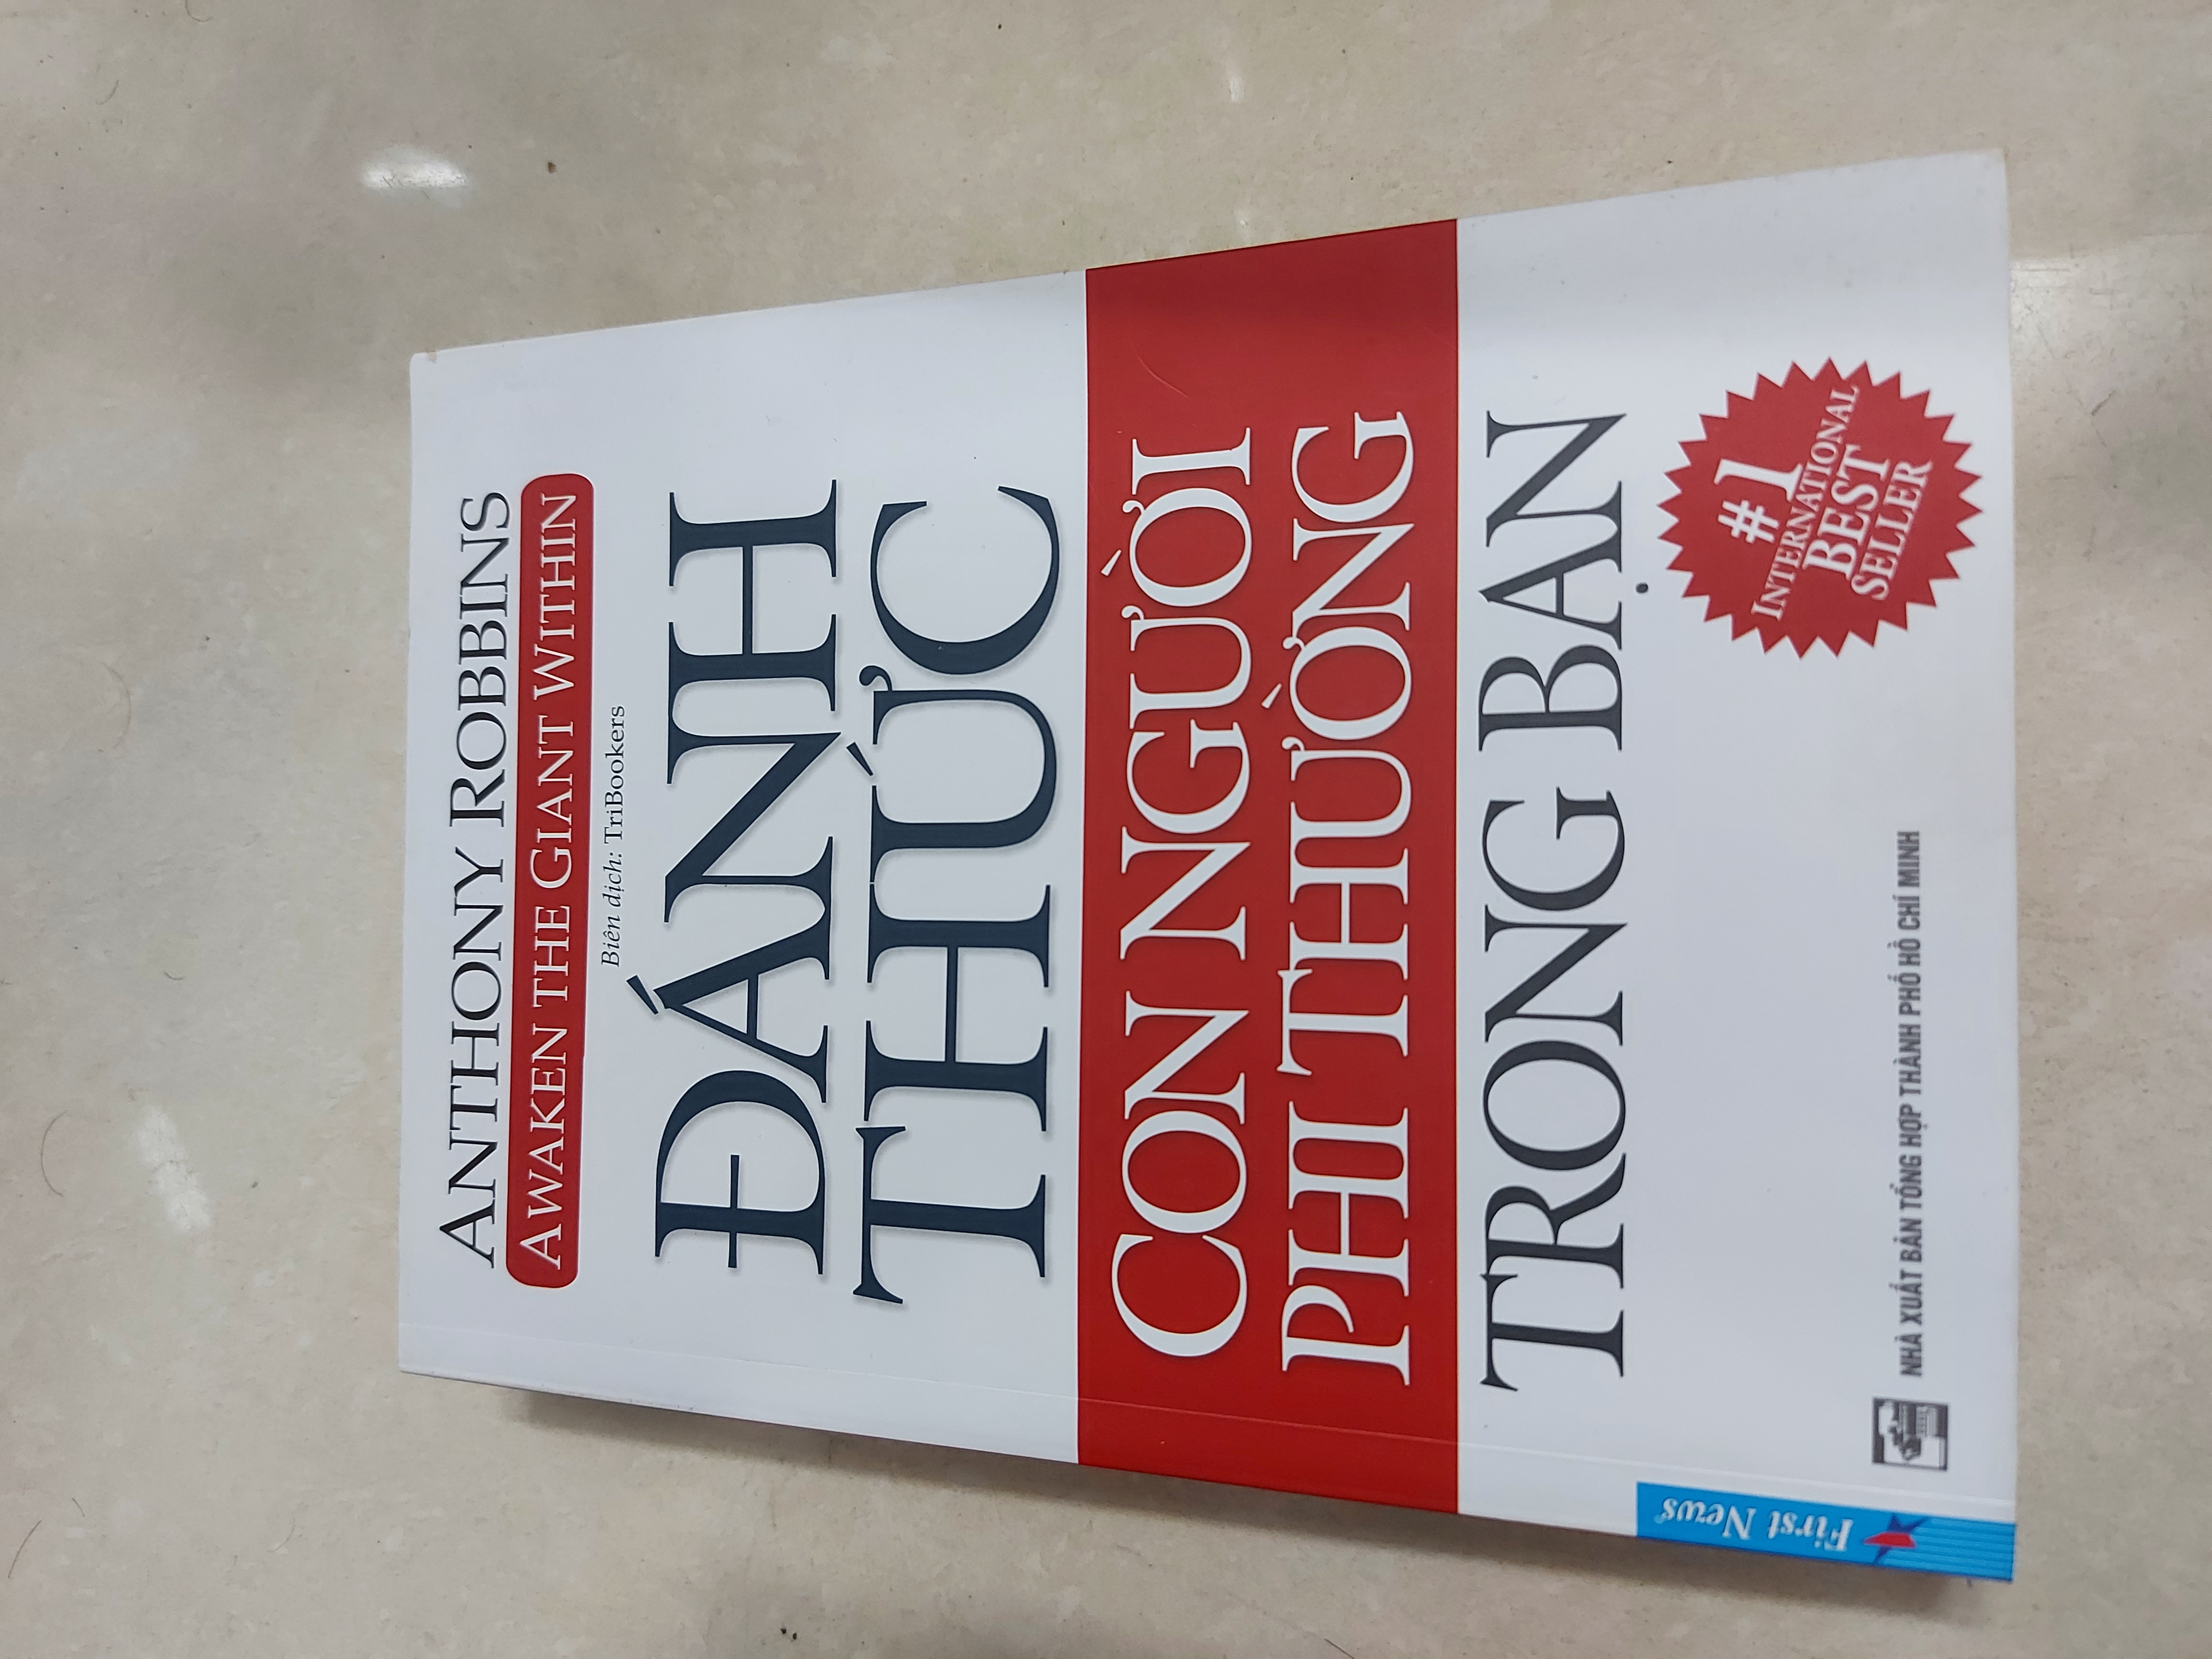 ANTHONY ROBBINS
AWAKEN THE GIANT WITHIN
Biên dịch: TriBookers
ĐÁNH
THỨC
CON NGƯỜI
PHI THƯỜNG
TRONG BẠN
#1
INTERNATIONAL
BEST
SELLER
First News
NHÀ XUẤT BẢN TỔNG HỢP THÀNH PHỐ HỒ CHÍ MINH